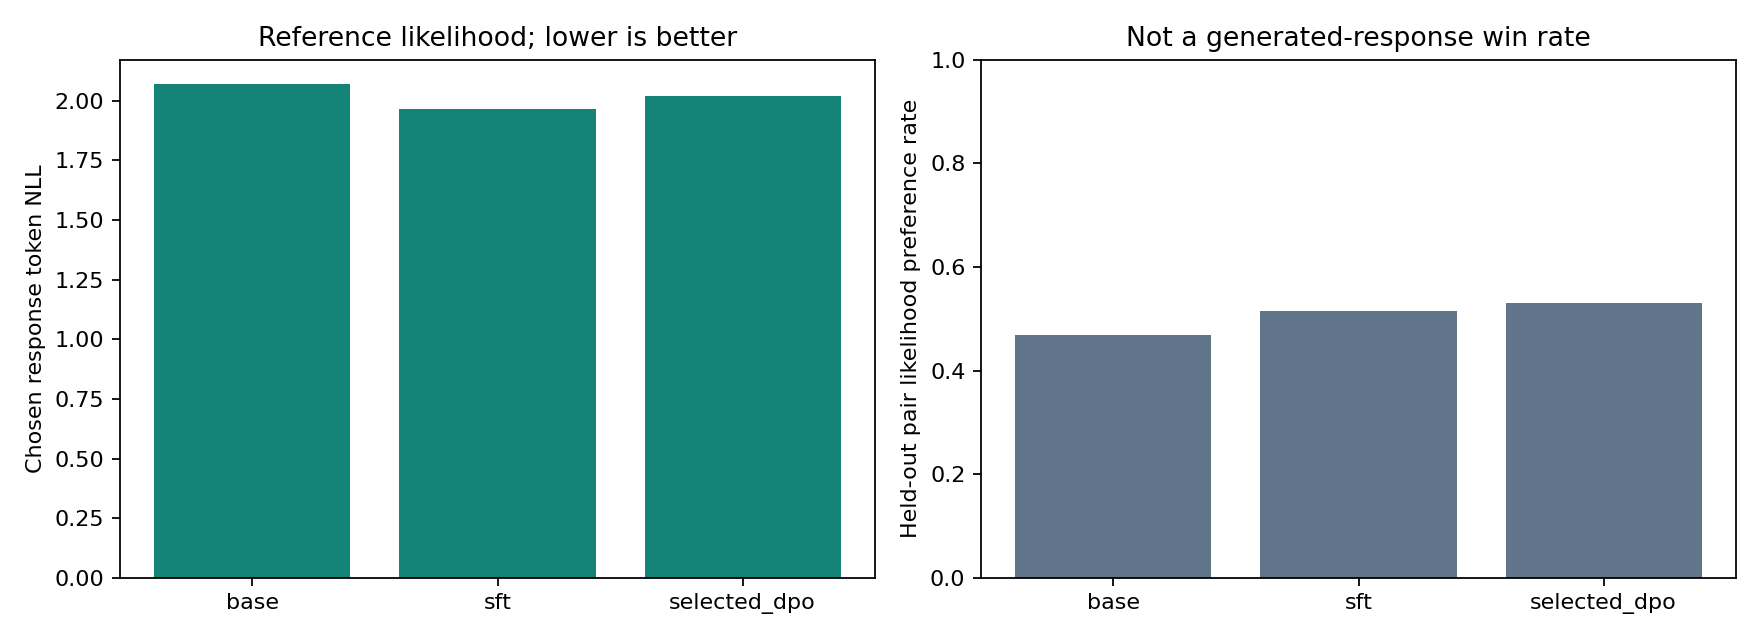 Reference likelihood; lower is better
Chosen response token NLL
2.00
1.75
1.50
1.25
1.00
0.75
0.50
0.25
0.00
base sft selected_dpo
Not a generated-response win rate
Held-out pair likelihood preference rate
1.0
0.8
0.6
0.4
0.2
0.0
base sft selected_dpo